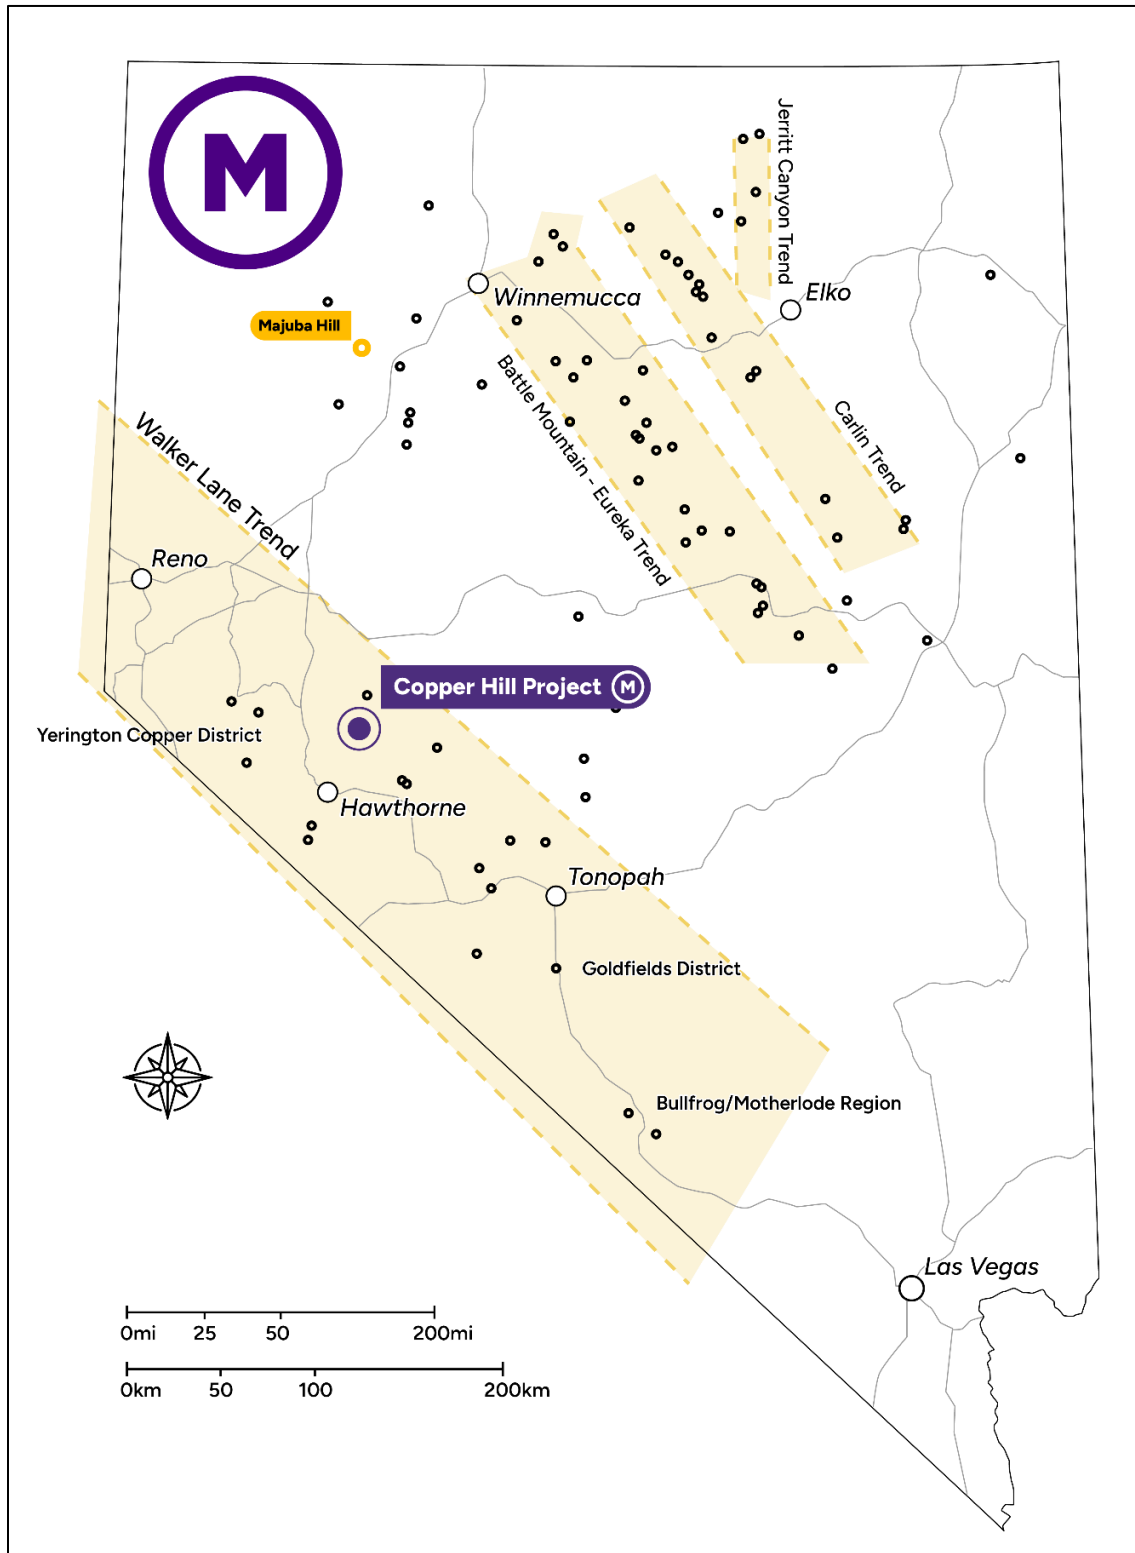 M
Jerritt Canyon Trend
Elko
Winnemucca
Majuba Hill
Battle Mountain - Eureka Trend
Carlin Trend
Walker Lane Trend
Reno
Copper Hill Project M
Yerington Copper District
Hawthorne
Tonopah
Goldfields District
Bullfrog/Motherlode Region
Las Vegas
0mi 25 50 200mi
0km 50 100 200km